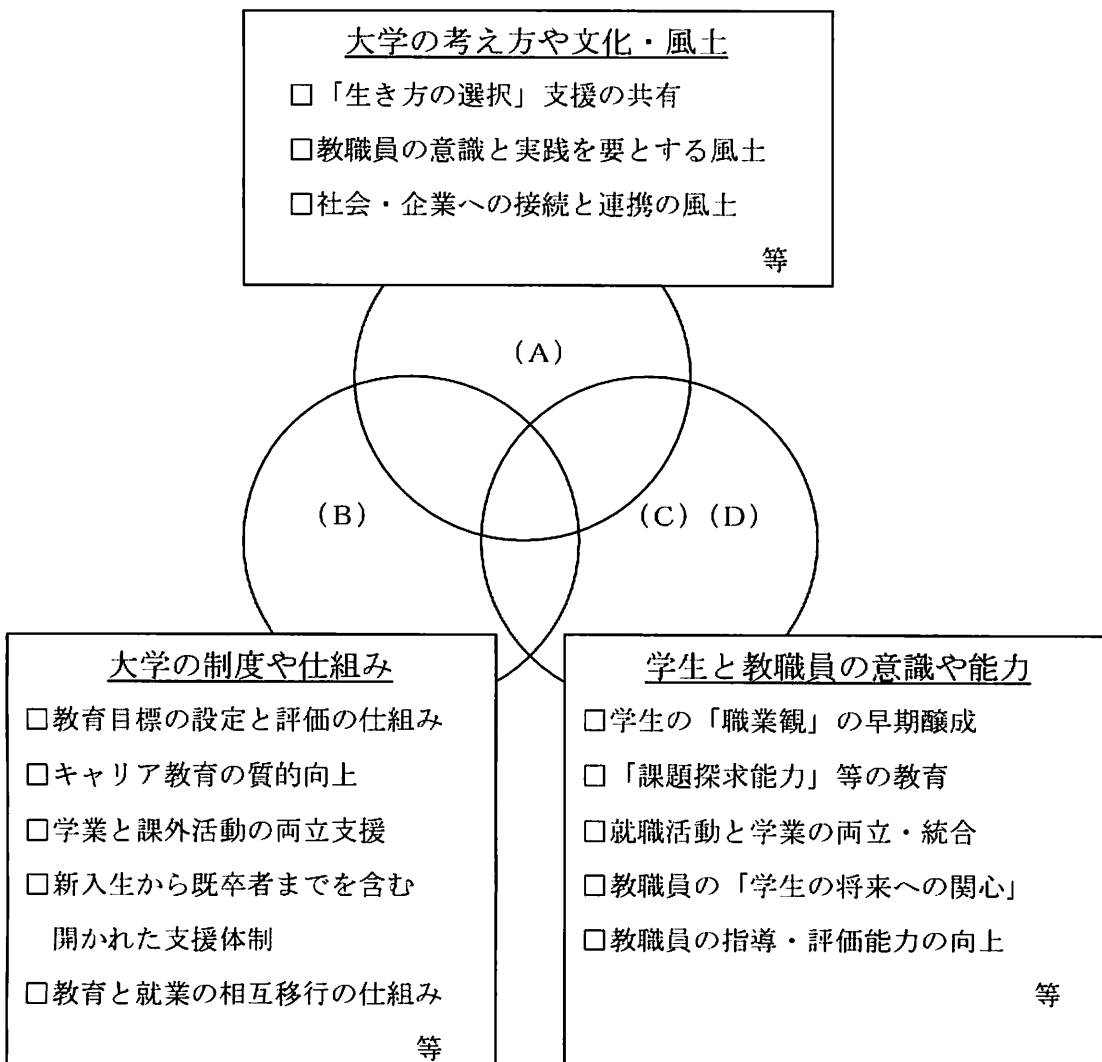 大学の考え方や文化・風土
□「生き方の選択」支援の共有
□教職員の意識と実践を要とする風土
□社会・企業への接続と連携の風土
等
(A)
(B)
(C)(D)
大学の制度や仕組み
□教育目標の設定と評価の仕組み
□キャリア教育の質的向上
□学業と課外活動の両立支援
□新入生から既卒者までを含む
開かれた支援体制
□教育と就業の相互移行の仕組み
等
学生と教職員の意識や能力
□学生の「職業観」の早期醸成
□「課題探求能力」等の教育
□就職活動と学業の両立・統合
□教職員の「学生の将来への関心」
□教職員の指導・評価能力の向上
等